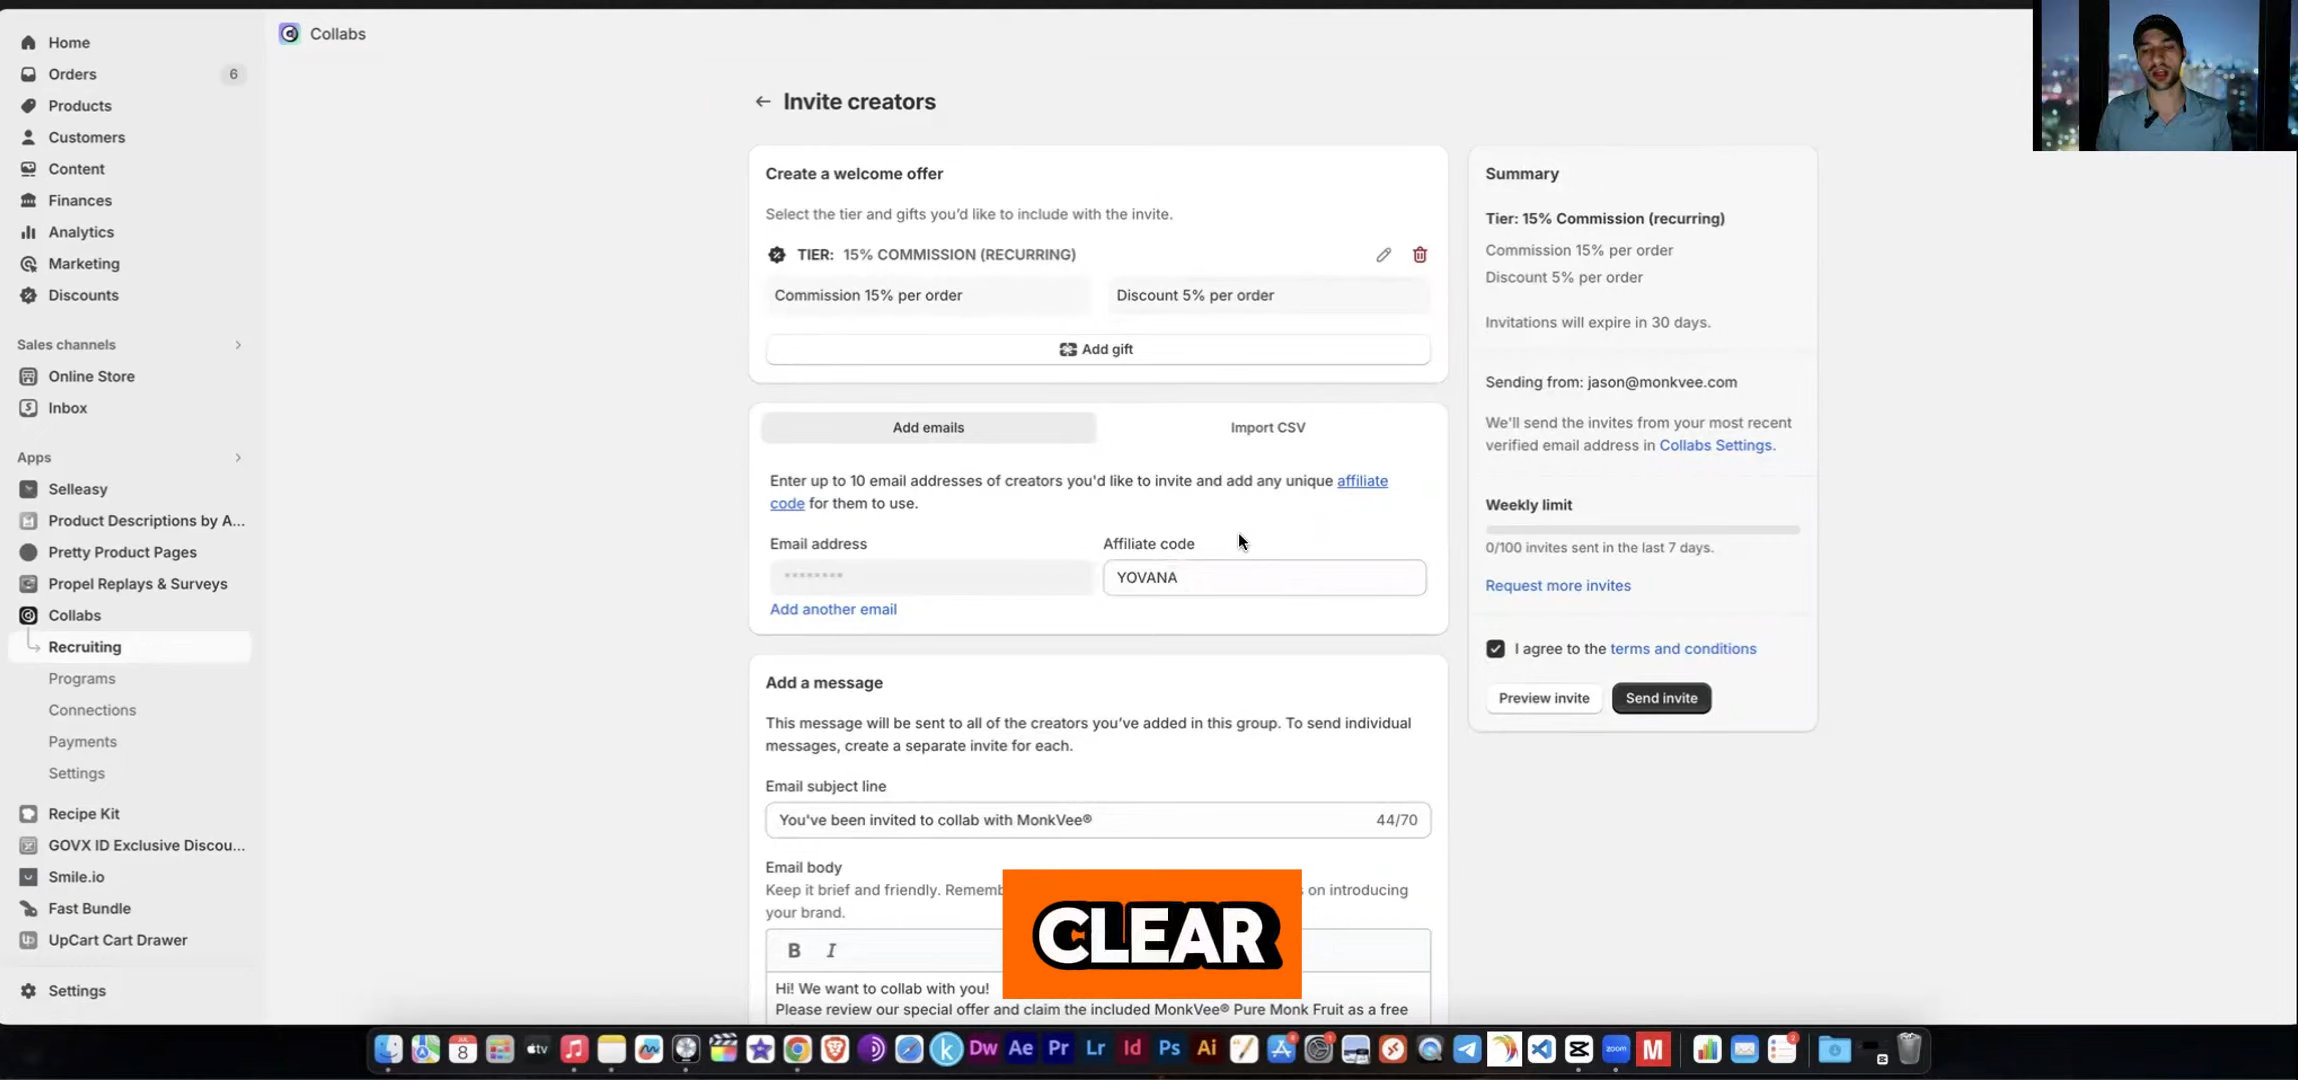 Home
Orders 6
Products
Customers
Content
Finances
Analytics
Marketing
Discounts
Sales channels
Online Store
Inbox
Apps
Selleasy
Product Descriptions by A...
Pretty Product Pages
Propel Replays & Surveys
Collabs
Recruiting
Programs
Connections
Payments
Settings
Recipe Kit
GOVX ID Exclusive Discou...
Smile.io
Fast Bundle
UpCart Cart Drawer
Settings
Collabs
Invite creators
Create a welcome offer
Select the tier and gifts you'd like to include with the invite.
TIER: 15% COMMISSION (RECURRING)
Commission 15% per order Discount 5% per order
Add gift
Add emails Import CSV
Enter up to 10 email addresses of creators you'd like to invite and add any unique affiliate
code for them to use.
Email address Affiliate code
******** YOVANA
Add another email
Add a message
This message will be sent to all of the creators you've added in this group. To send individual
messages, create a separate invite for each.
Email subject line
You've been invited to collab with MonkVee® 44/70
Email body
Keep it brief and friendly. on introducing
your brand.
B I
Hi! We want to collab with you!
Please review our special offer and claim the included MonkVee® Pure Monk Fruit as a free
CLEAR
Summary
Tier: 15% Commission (recurring)
Commission 15% per order
Discount 5% per order
Invitations will expire in 30 days.
Sending from: jason@monkvee.com
We'll send the invites from your most recent
verified email address in Collabs Settings.
Weekly limit
0/100 invites sent in the last 7 days.
Request more invites
I agree to the terms and conditions
Preview invite Send invite
8 tv k Dw Ae Pr Lr Id Ps Ai zoom M